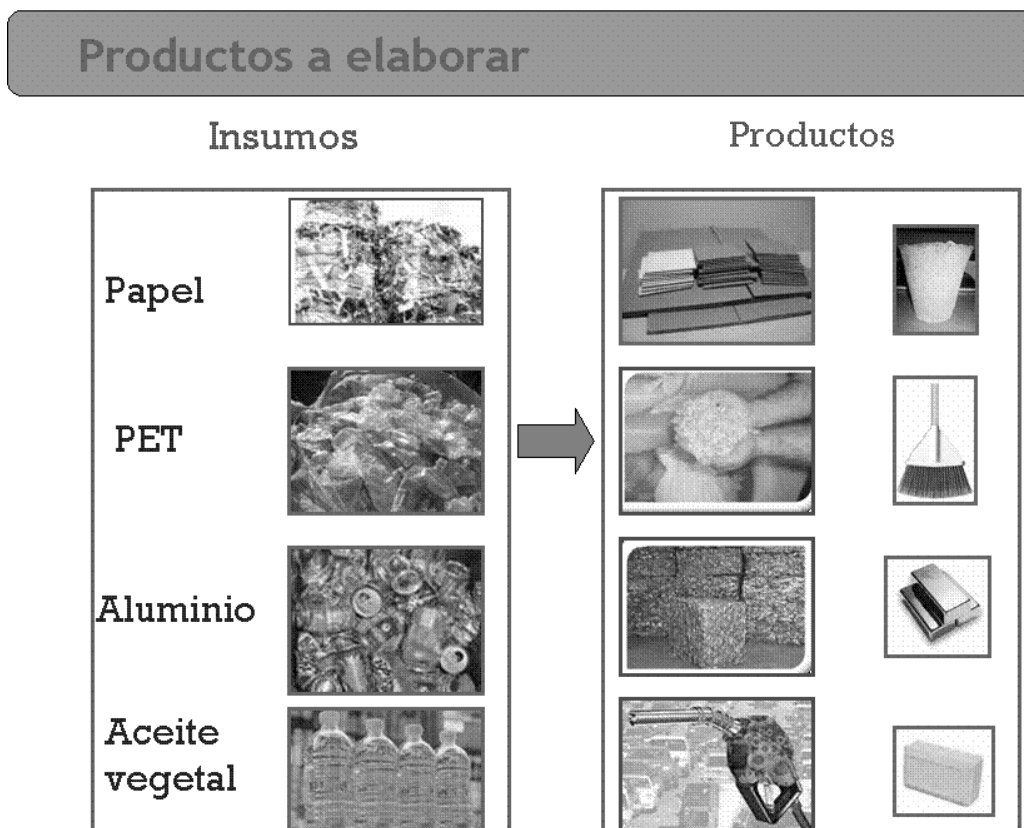 Productos a elaborar
Insumos
Productos
Papel
PET
Aluminio
Aceite
vegetal